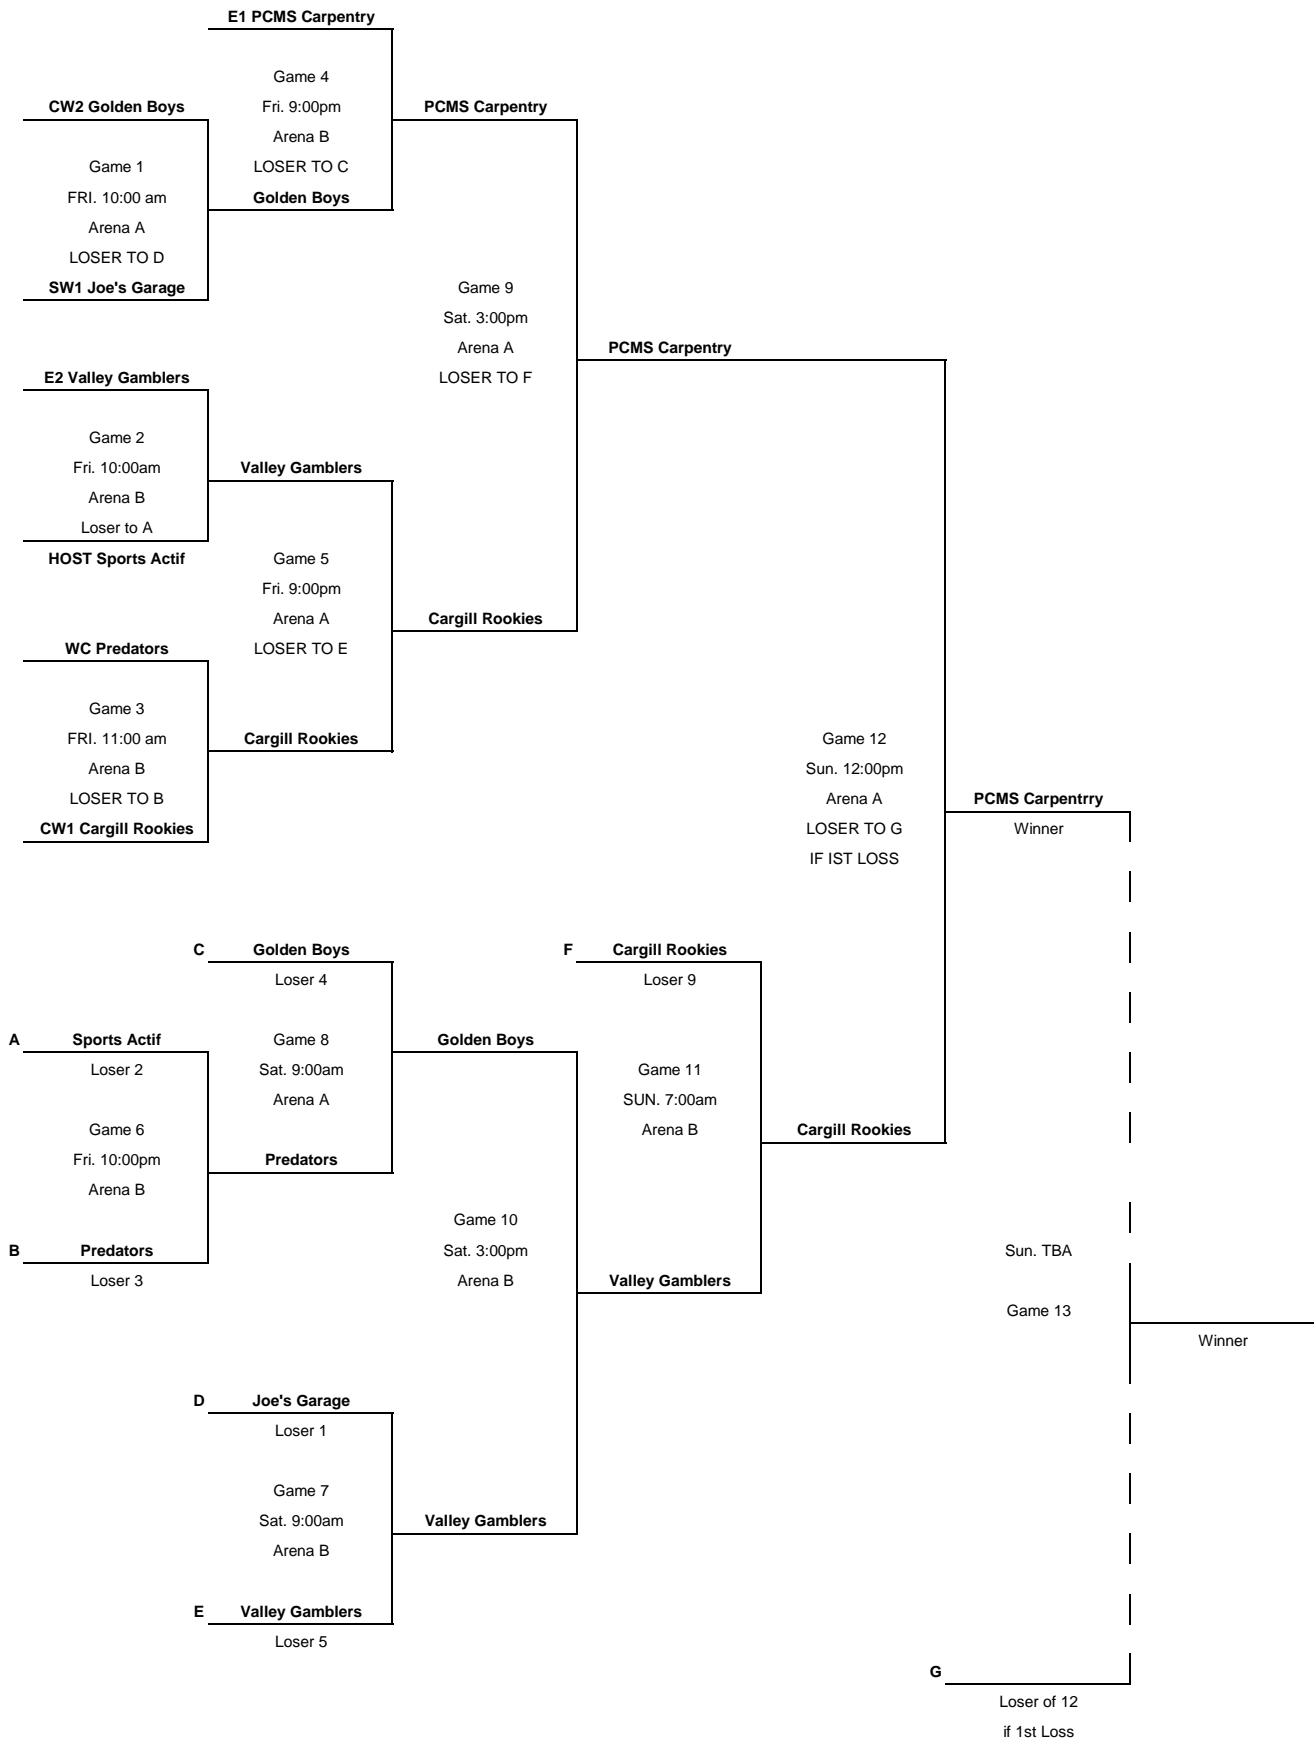 E1 PCMS Carpentry
Game 4
CW2 Golden Boys
Fri. 9:00pm
PCMS Carpentry
Arena B
Game 1
LOSER TO C
FRI. 10:00 am
Golden Boys
Arena A
LOSER TO D
SW1 Joe's Garage
Game 9
Sat. 3:00pm
Arena A
PCMS Carpentry
E2 Valley Gamblers
LOSER TO F
Game 2
Fri. 10:00am
Valley Gamblers
Arena B
Loser to A
HOST Sports Actif
Game 5
Fri. 9:00pm
Arena A
Cargill Rookies
WC Predators
LOSER TO E
Game 3
FRI. 11:00 am
Cargill Rookies
Game 12
Arena B
Sun. 12:00pm
LOSER TO B
Arena A
PCMS Carpentrry
CW1 Cargill Rookies
LOSER TO G
Winner
IF IST LOSS
C Golden Boys
F Cargill Rookies
Loser 4
Loser 9
A Sports Actif
Game 8
Golden Boys
Loser 2
Sat. 9:00am
Game 11
Arena A
SUN. 7:00am
Game 6
Arena B
Cargill Rookies
Fri. 10:00pm
Predators
Arena B
Game 10
B Predators
Sat. 3:00pm
Sun. TBA
Loser 3
Arena B
Valley Gamblers
Game 13
Winner
D Joe's Garage
Loser 1
Game 7
Sat. 9:00am
Valley Gamblers
Arena B
E Valley Gamblers
Loser 5
G
Loser of 12
if 1st Loss